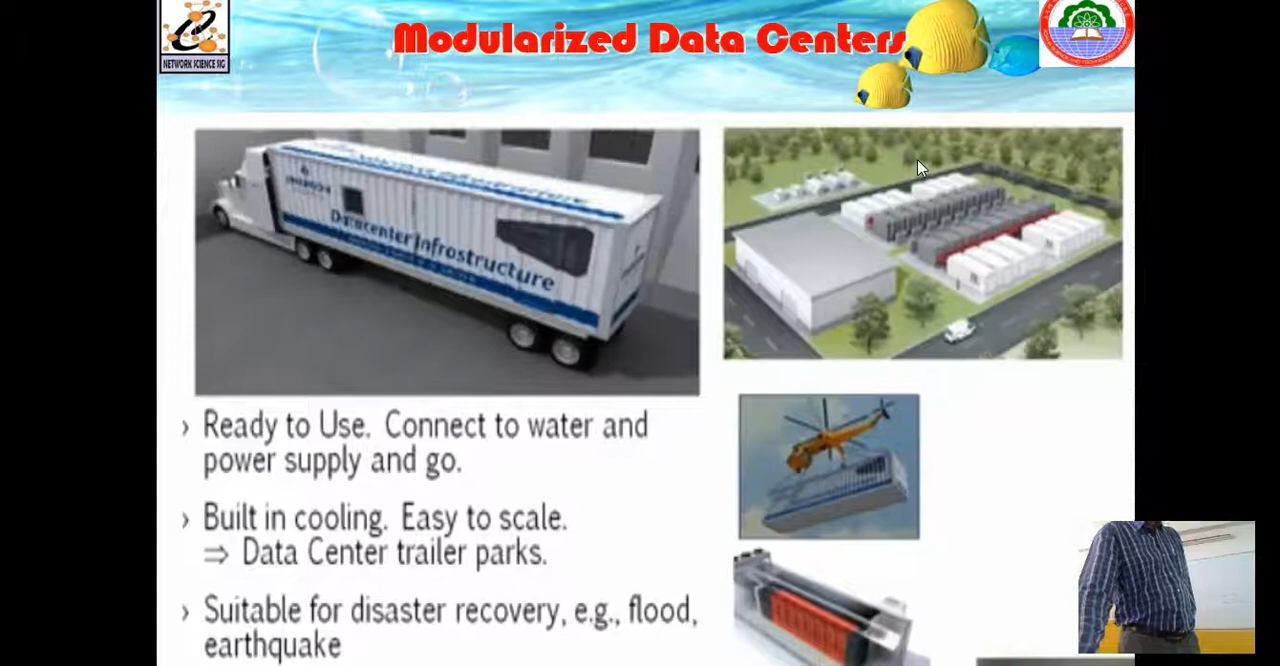 Modularized Data Centers
NETWORK SCIENCE SIG
Datacenter Infrastructure
› Ready to Use. Connect to water and
power supply and go.
› Built in cooling. Easy to scale.
⇒ Data Center trailer parks.
› Suitable for disaster recovery, e.g., flood,
earthquake